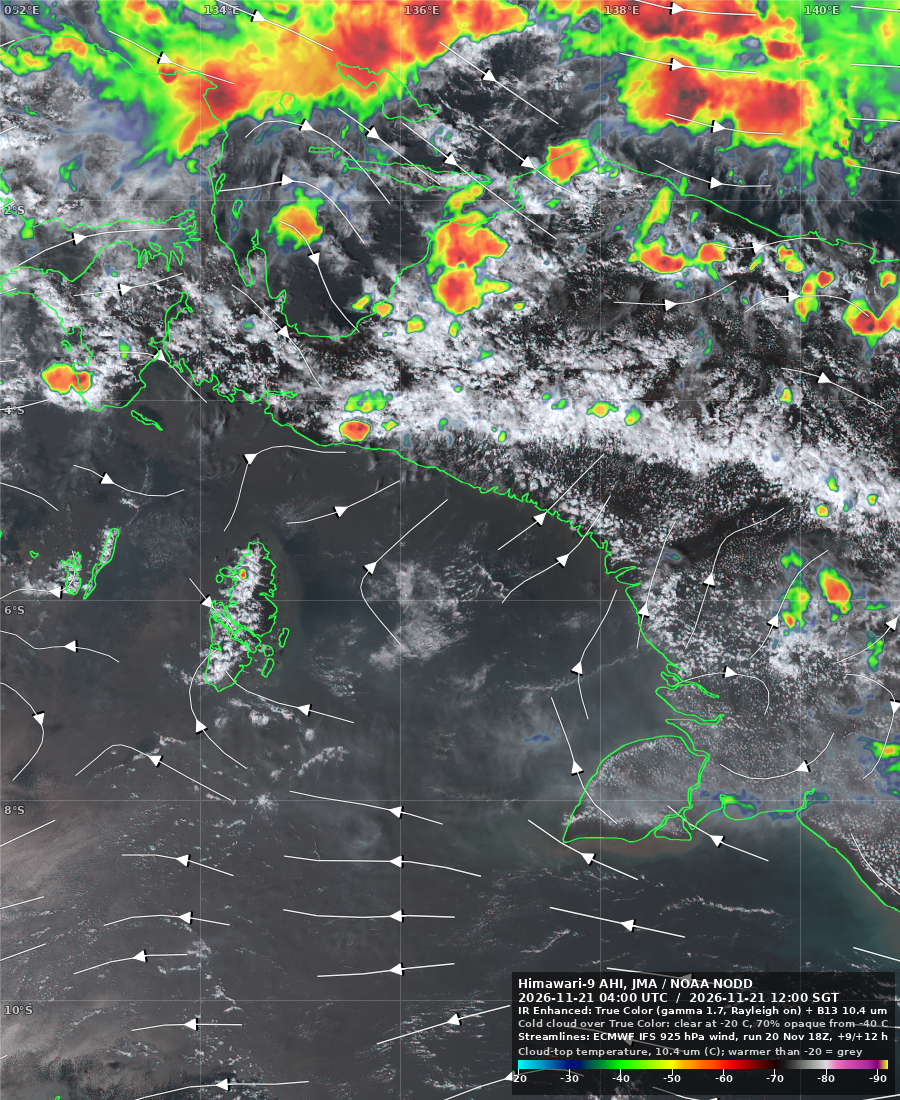 032°E 134°E 136°E 138°E 140°E
2°S
4°S
6°S
8°S
10°S
Himawari-9 AHI, JMA / NOAA NODD
2026-11-21 04:00 UTC / 2026-11-21 12:00 SGT
IR Enhanced: True Color (gamma 1.7, Rayleigh on) + B13 10.4 um
Cold cloud over True Color: clear at -20 C, 70% opaque from -40 C
Streamlines: ECMWF IFS 925 hPa wind, run 20 Nov 18Z, +9/+12 h
Cloud-top temperature, 10.4 um (C); warmer than -20 = grey
-20 -30 -40 -50 -60 -70 -80 -90